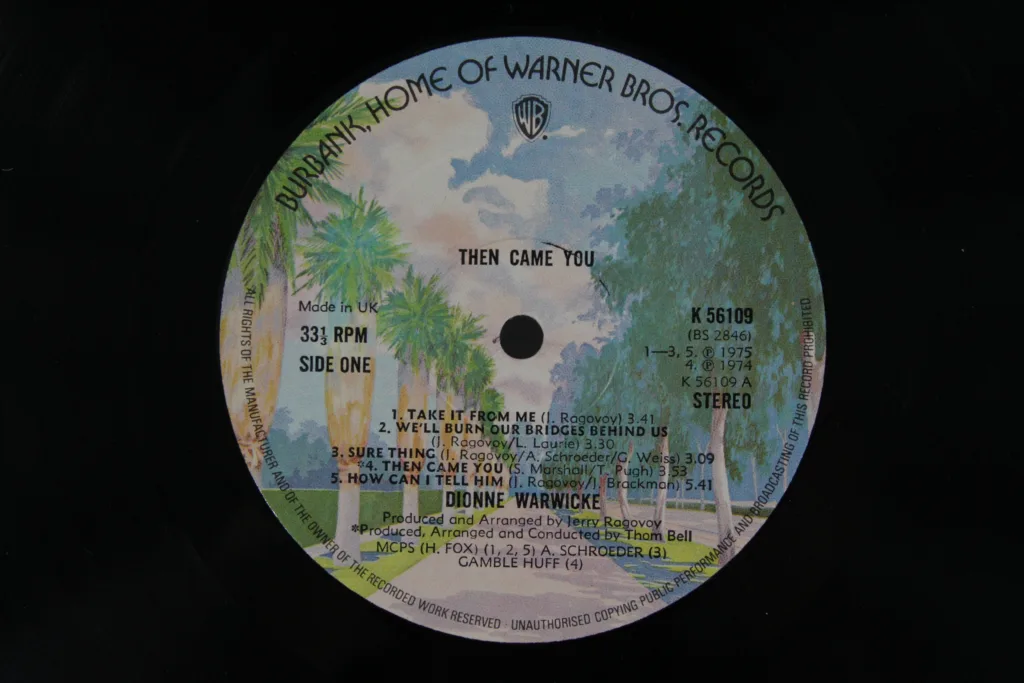 BURBANK, HOME OF WARNER BROS. RECORDS
WB
THEN CAME YOU
Made in UK
33⅓ RPM
SIDE ONE
K 56109
(BS 2846)
1—3, 5. ℗ 1975
4. ℗ 1974
K 56109 A
STEREO
1. TAKE IT FROM ME (J. Ragovoy) 3.41
2. WE'LL BURN OUR BRIDGES BEHIND US
(J. Ragovoy/L. Laurie) 3.30
3. SURE THING (J. Ragovoy/A. Schroeder/G. Weiss) 3.09
*4. THEN CAME YOU (S. Marshall/T. Pugh) 3.53
5. HOW CAN I TELL HIM (J. Ragovoy/J. Brackman) 5.41
DIONNE WARWICKE
Produced and Arranged by Jerry Ragovoy
*Produced, Arranged and Conducted by Thom Bell
MCPS (H. FOX) (1, 2, 5) A. SCHROEDER (3)
GAMBLE HUFF (4)
ALL RIGHTS OF THE MANUFACTURER AND OF THE OWNER OF THE RECORDED WORK RESERVED · UNAUTHORISED COPYING PUBLIC PERFORMANCE AND BROADCASTING OF THIS RECORD PROHIBITED